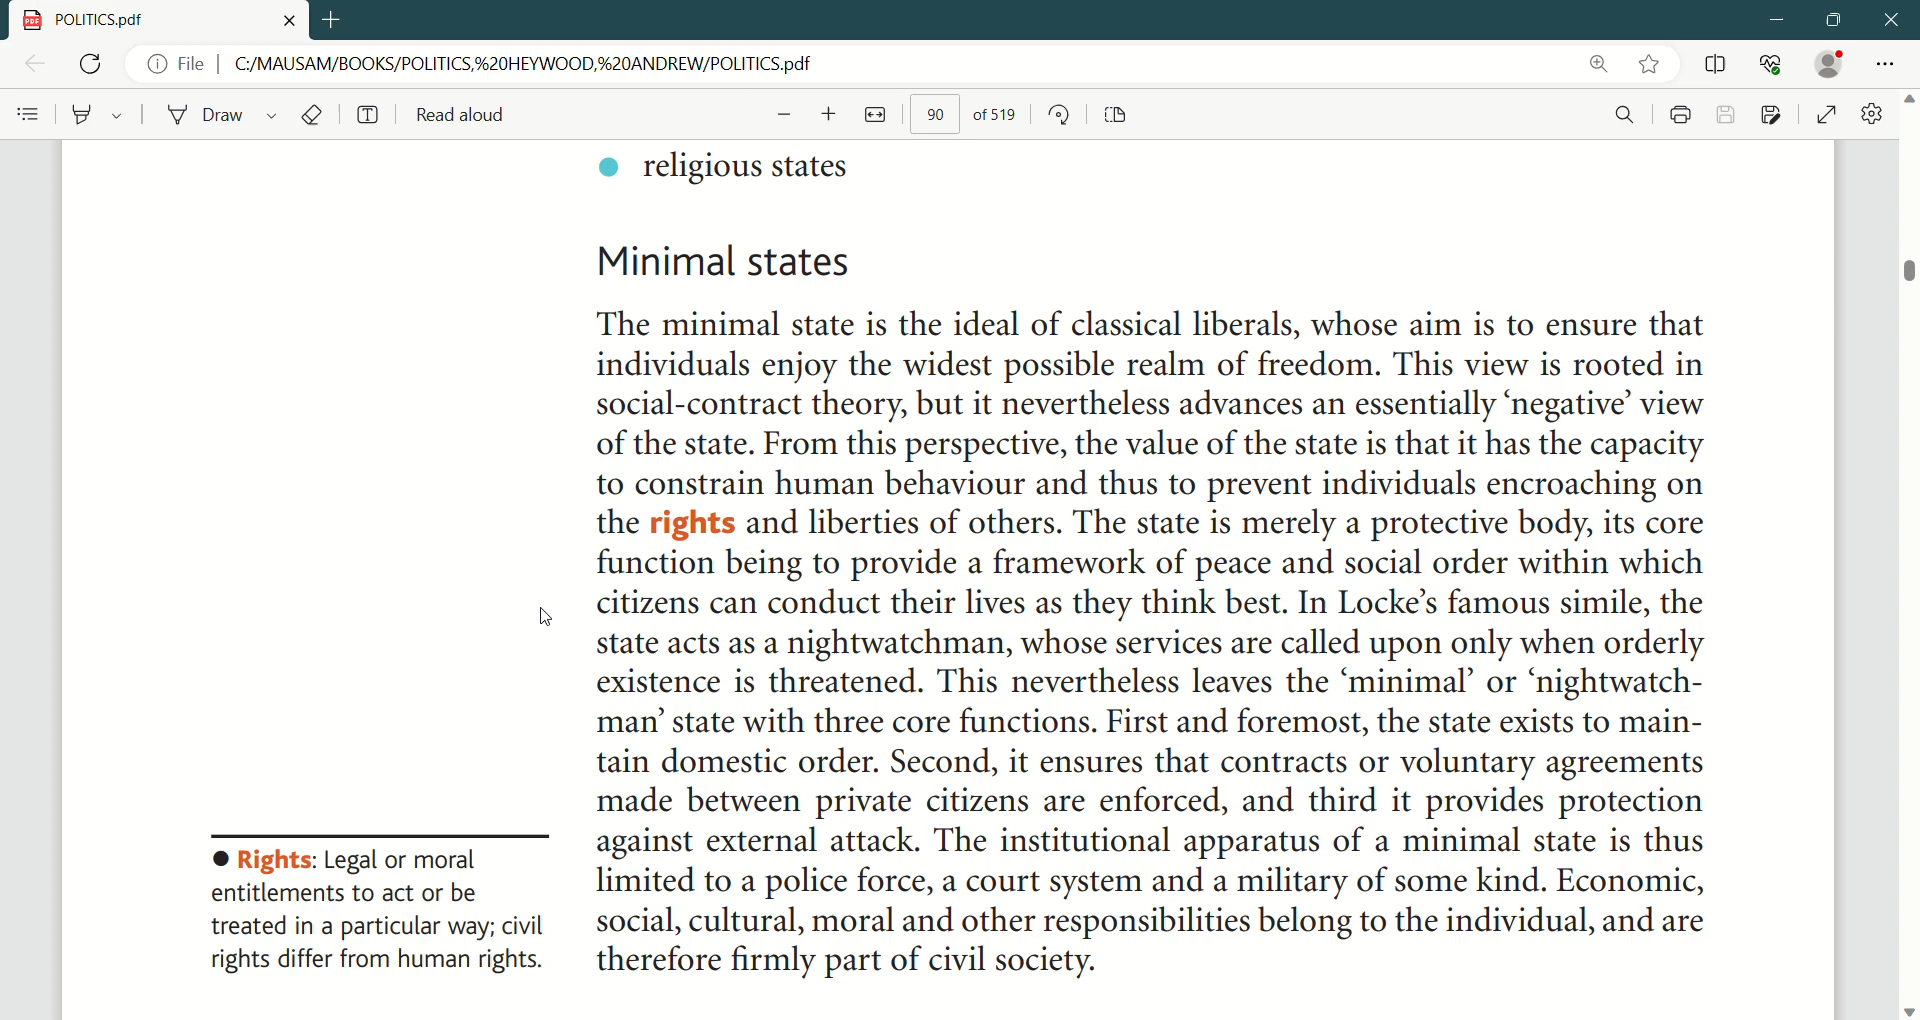 POLITICS.pdf
File C:/MAUSAM/BOOKS/POLITICS,%20HEYWOOD,%20ANDREW/POLITICS.pdf
Draw Read aloud 90 of 519
religious states
Minimal states
The minimal state is the ideal of classical liberals, whose aim is to ensure that
individuals enjoy the widest possible realm of freedom. This view is rooted in
social-contract theory, but it nevertheless advances an essentially ‘negative’ view
of the state. From this perspective, the value of the state is that it has the capacity
to constrain human behaviour and thus to prevent individuals encroaching on
the rights and liberties of others. The state is merely a protective body, its core
function being to provide a framework of peace and social order within which
citizens can conduct their lives as they think best. In Locke’s famous simile, the
state acts as a nightwatchman, whose services are called upon only when orderly
existence is threatened. This nevertheless leaves the ‘minimal’ or ‘nightwatch-
man’ state with three core functions. First and foremost, the state exists to main-
tain domestic order. Second, it ensures that contracts or voluntary agreements
made between private citizens are enforced, and third it provides protection
against external attack. The institutional apparatus of a minimal state is thus
limited to a police force, a court system and a military of some kind. Economic,
social, cultural, moral and other responsibilities belong to the individual, and are
therefore firmly part of civil society.
● Rights: Legal or moral
entitlements to act or be
treated in a particular way; civil
rights differ from human rights.